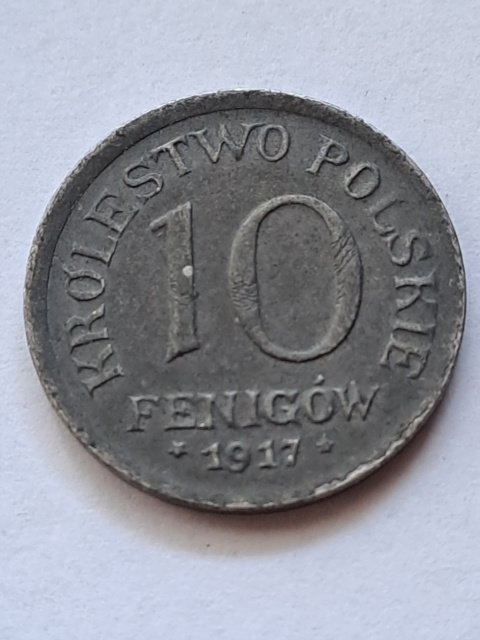 KRÓLESTWO POLSKIE
10
FENIGÓW
* 1917 *